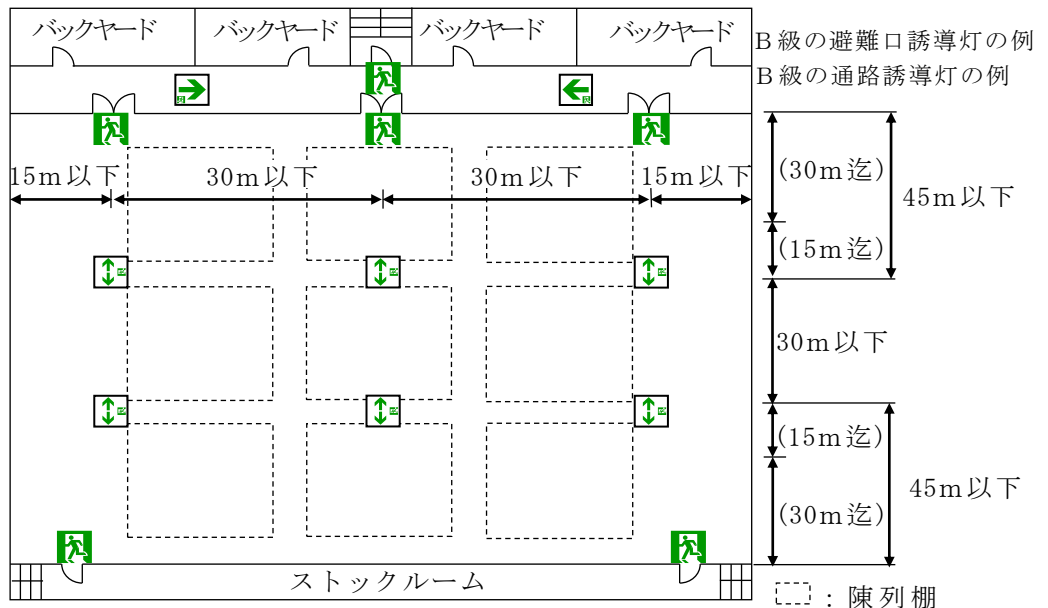 バックヤード
バックヤード
バックヤード
バックヤード
B級の避難口誘導灯の例
B級の通路誘導灯の例
15m以下
30m以下
30m以下
15m以下
(30m迄)
45m以下
(15m迄)
30m以下
(15m迄)
45m以下
(30m迄)
ストックルーム
:陳列棚